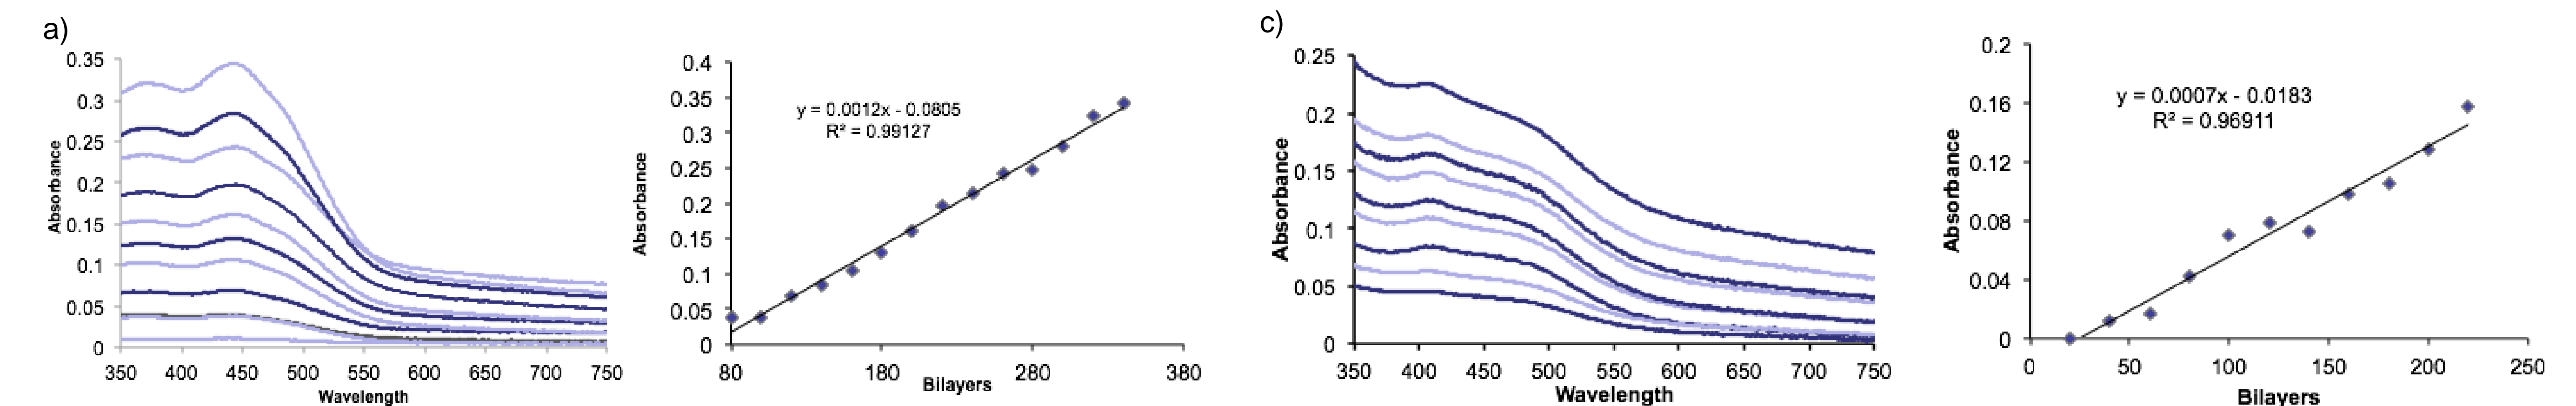 a)
0.35
0.3
0.25
0.2
0.15
0.1
0.05
0
Absorbance
350 400 450 500 550 600 650 700 750
Wavelength
0.4
0.35
0.3
0.25
0.2
0.15
0.1
0.05
0
Absorbance
y = 0.0012x - 0.0805
R² = 0.99127
80 180 280 380
Bilayers
c)
0.25
0.2
0.15
0.1
0.05
0
Absorbance
350 400 450 500 550 600 650 700 750
Wavelength
0.2
0.16
0.12
0.08
0.04
0
Absorbance
y = 0.0007x - 0.0183
R² = 0.96911
0 50 100 150 200 250
Bilayers